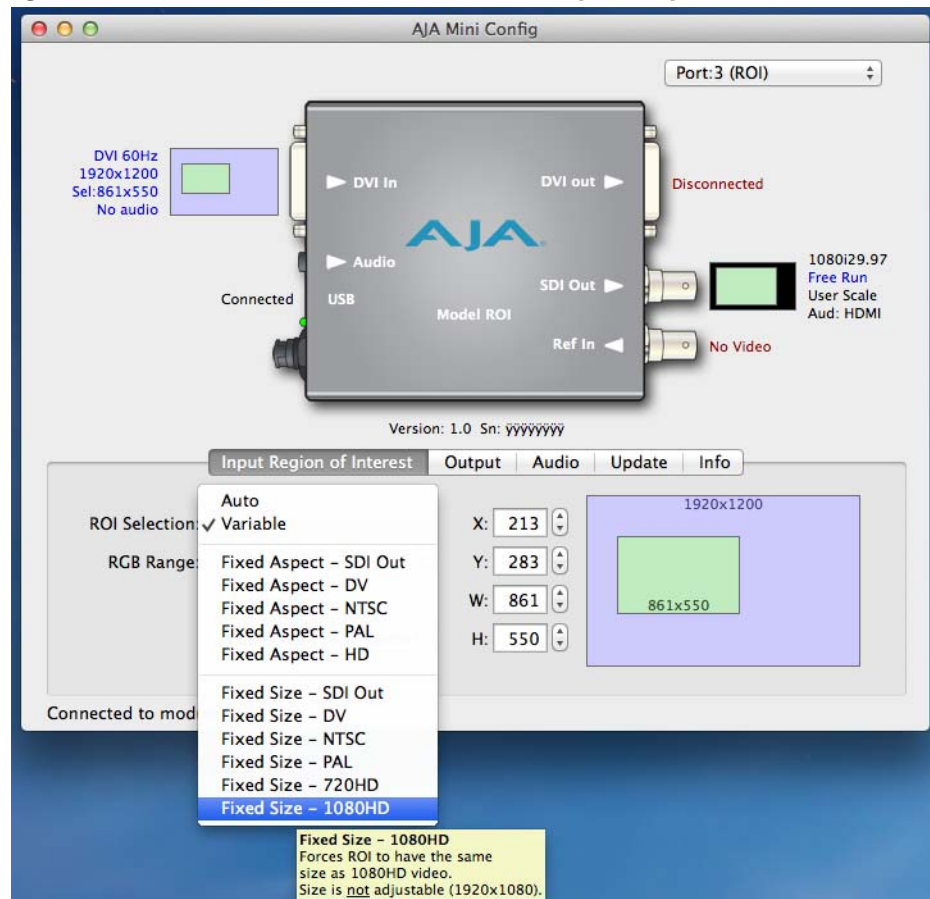 AJA Mini Config
Port:3 (ROI)
DVI 60Hz
1920x1200
Sel:861x550
No audio
DVI In
DVI out
Disconnected
AJA
Audio
Connected
USB
SDI Out
Model ROI
Ref In
1080i29.97
Free Run
User Scale
Aud: HDMI
No Video
Version: 1.0 Sn: ÿÿÿÿÿÿÿÿ
Input Region of Interest
Output
Audio
Update
Info
ROI Selection:
RGB Range:
Auto
✓ Variable
Fixed Aspect – SDI Out
Fixed Aspect – DV
Fixed Aspect – NTSC
Fixed Aspect – PAL
Fixed Aspect – HD
Fixed Size – SDI Out
Fixed Size – DV
Fixed Size – NTSC
Fixed Size – PAL
Fixed Size – 720HD
Fixed Size – 1080HD
X: 213
Y: 283
W: 861
H: 550
1920x1200
861x550
Connected to mod
Fixed Size – 1080HD
Forces ROI to have the same
size as 1080HD video.
Size is not adjustable (1920x1080).